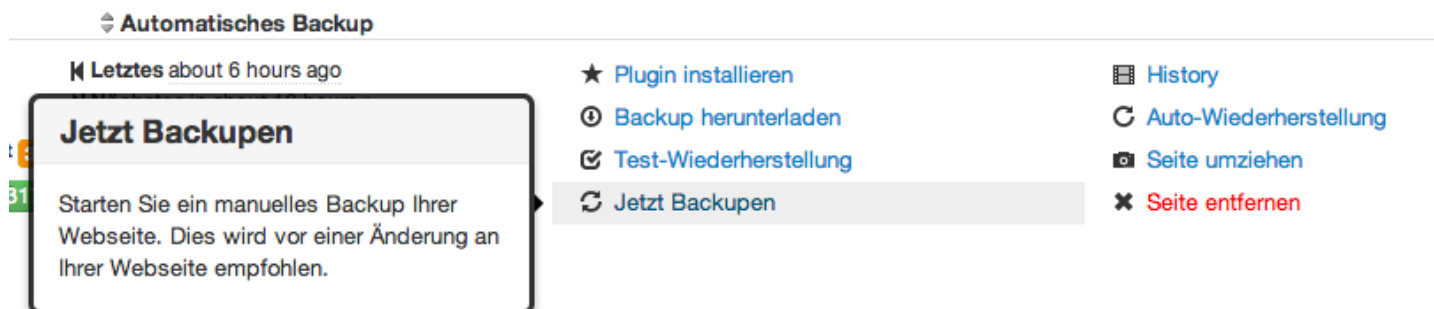 Automatisches Backup
Letztes about 6 hours ago
Plugin installieren
History
Backup herunterladen
Auto-Wiederherstellung
Test-Wiederherstellung
Seite umziehen
Jetzt Backupen
Seite entfernen
31
Jetzt Backupen
Starten Sie ein manuelles Backup Ihrer
Webseite. Dies wird vor einer Änderung an
Ihrer Webseite empfohlen.